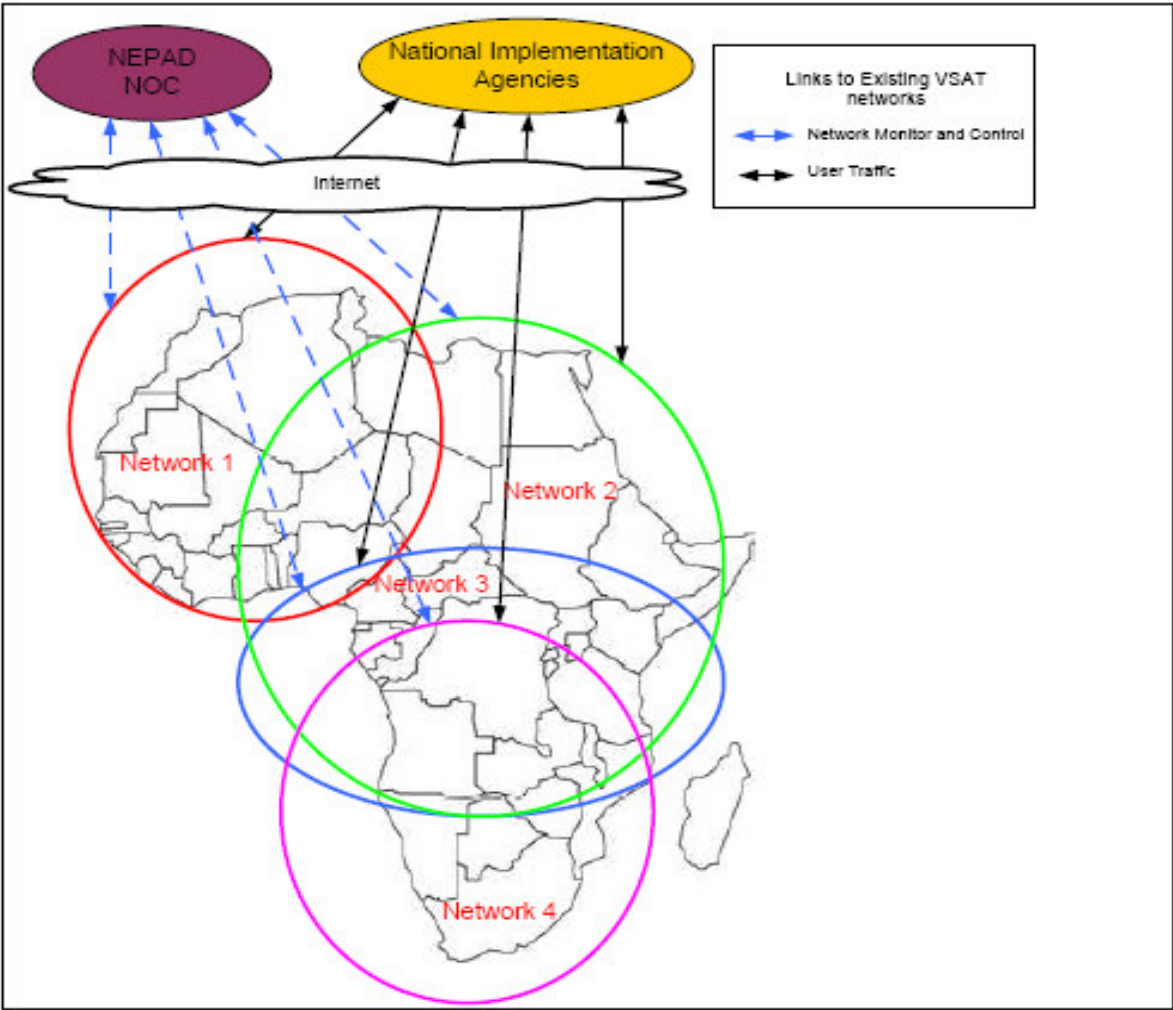 NEPAD
NOC
National Implementation
Agencies
Links to Existing VSAT
networks
Network Monitor and Control
User Traffic
Internet
Network 1
Network 2
Network 3
Network 4